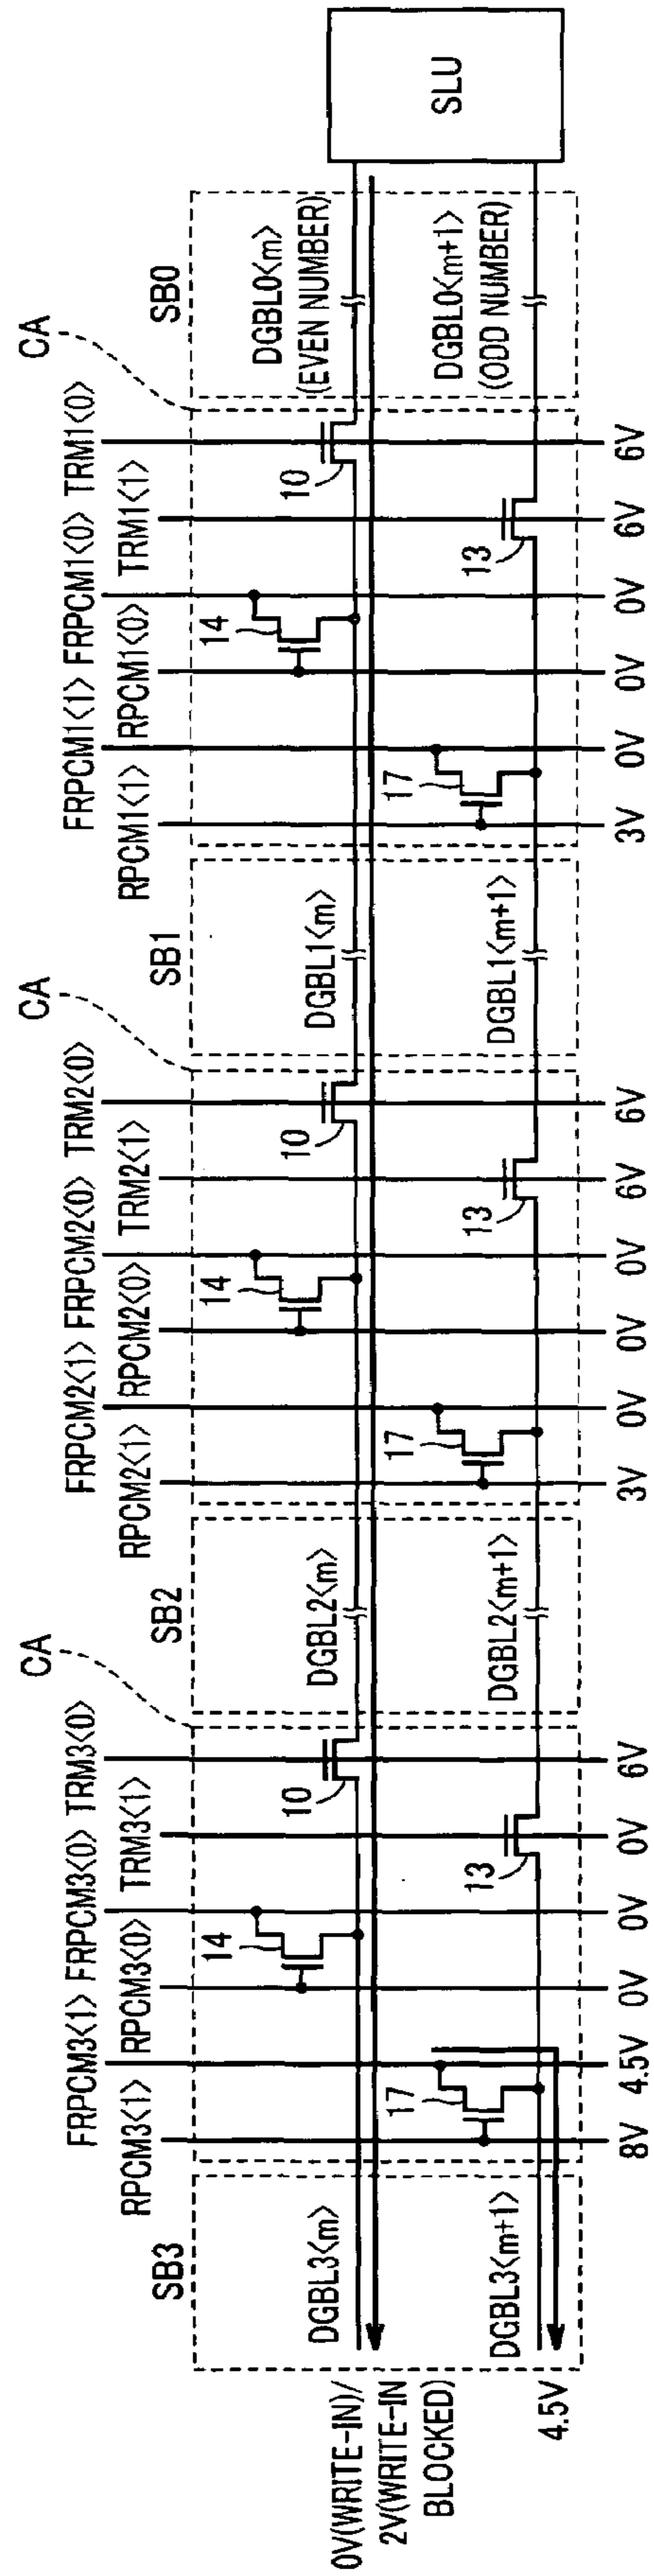 SLU
SB0
DGBL0<m>
(EVEN NUMBER)
DGBL0<m+1>
(ODD NUMBER)
CA
TRM1<0>
10
6V
TRM1<1>
13
6V
FRPCM1<0>
14
0V
RPCM1<0>
0V
FRPCM1<1>
17
0V
RPCM1<1>
3V
SB1
DGBL1<m>
DGBL1<m+1>
CA
TRM2<0>
10
6V
TRM2<1>
13
6V
FRPCM2<0>
14
0V
RPCM2<0>
0V
FRPCM2<1>
17
0V
RPCM2<1>
3V
SB2
DGBL2<m>
DGBL2<m+1>
CA
TRM3<0>
10
6V
TRM3<1>
13
0V
FRPCM3<0>
14
0V
RPCM3<0>
0V
FRPCM3<1>
17
4.5V
RPCM3<1>
8V
SB3
DGBL3<m>
DGBL3<m+1>
0V(WRITE-IN)/
2V(WRITE-IN
BLOCKED)
4.5V